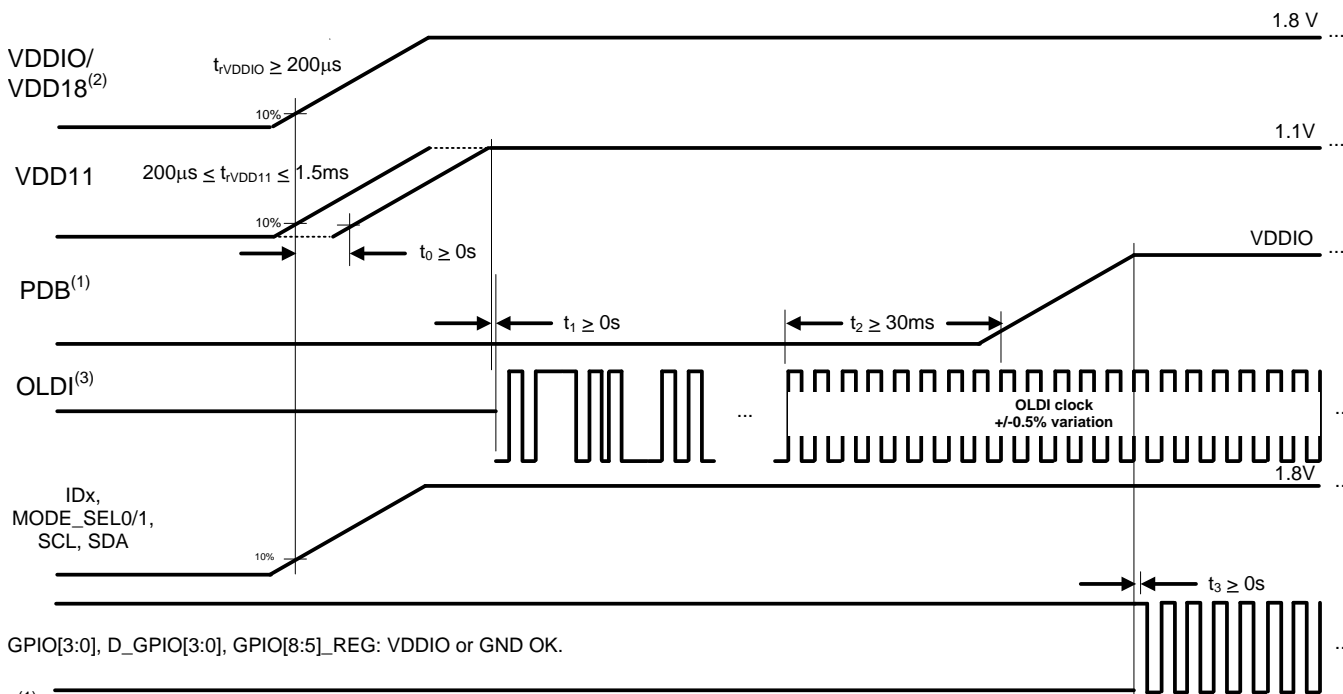 1.8 V
...
VDDIO/
VDD18(2)
trVDDIO ≥ 200μs
10%
1.1V
...
VDD11
200μs ≤ trVDD11 ≤ 1.5ms
10%
t0 ≥ 0s
VDDIO
...
PDB(1)
t1 ≥ 0s
t2 ≥ 30ms
OLDI(3)
...
OLDI clock
+/-0.5% variation
...
1.8V
...
IDx,
MODE_SEL0/1,
SCL, SDA
10%
t3 ≥ 0s
GPIO[3:0], D_GPIO[3:0], GPIO[8:5]_REG: VDDIO or GND OK.
...
(1)